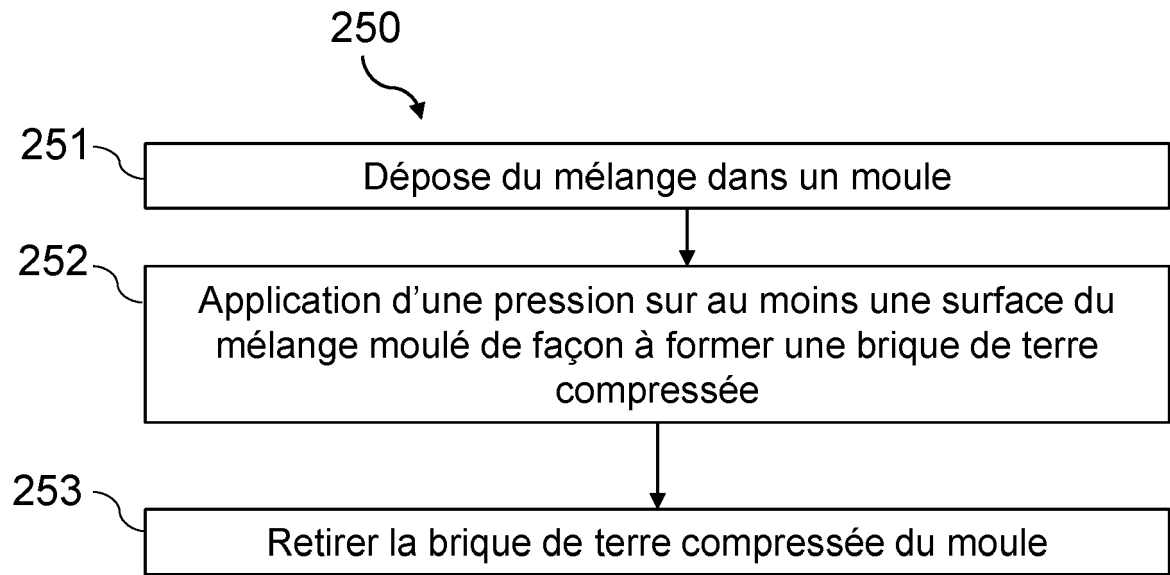 250
251
Dépose du mélange dans un moule
252
Application d’une pression sur au moins une surface du
mélange moulé de façon à former une brique de terre
compressée
253
Retirer la brique de terre compressée du moule